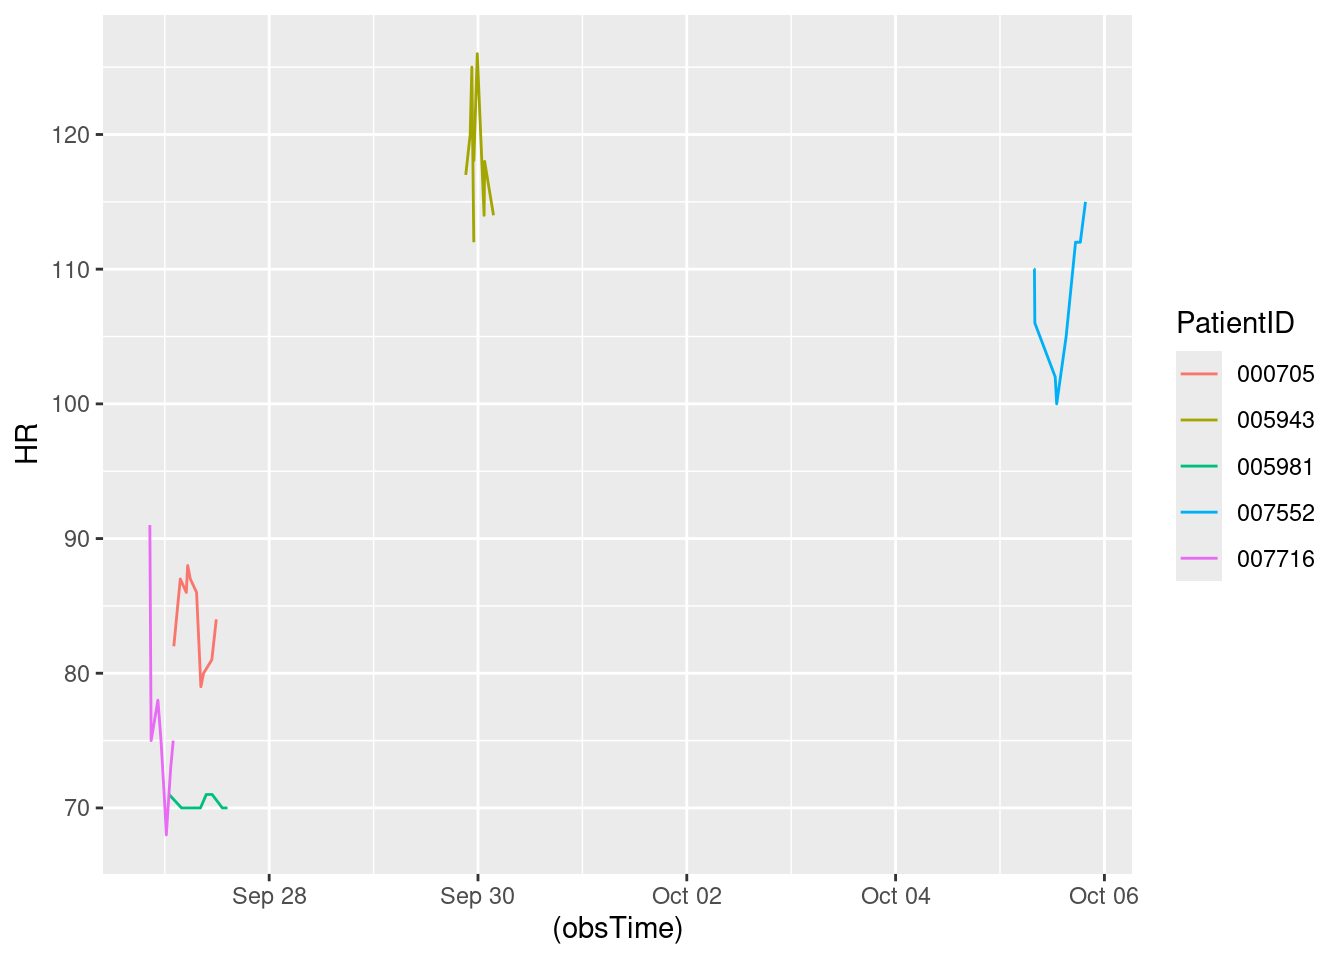 120
110
100
90
80
70
HR
Sep 28
Sep 30
Oct 02
Oct 04
Oct 06
(obsTime)
PatientID
000705
005943
005981
007552
007716